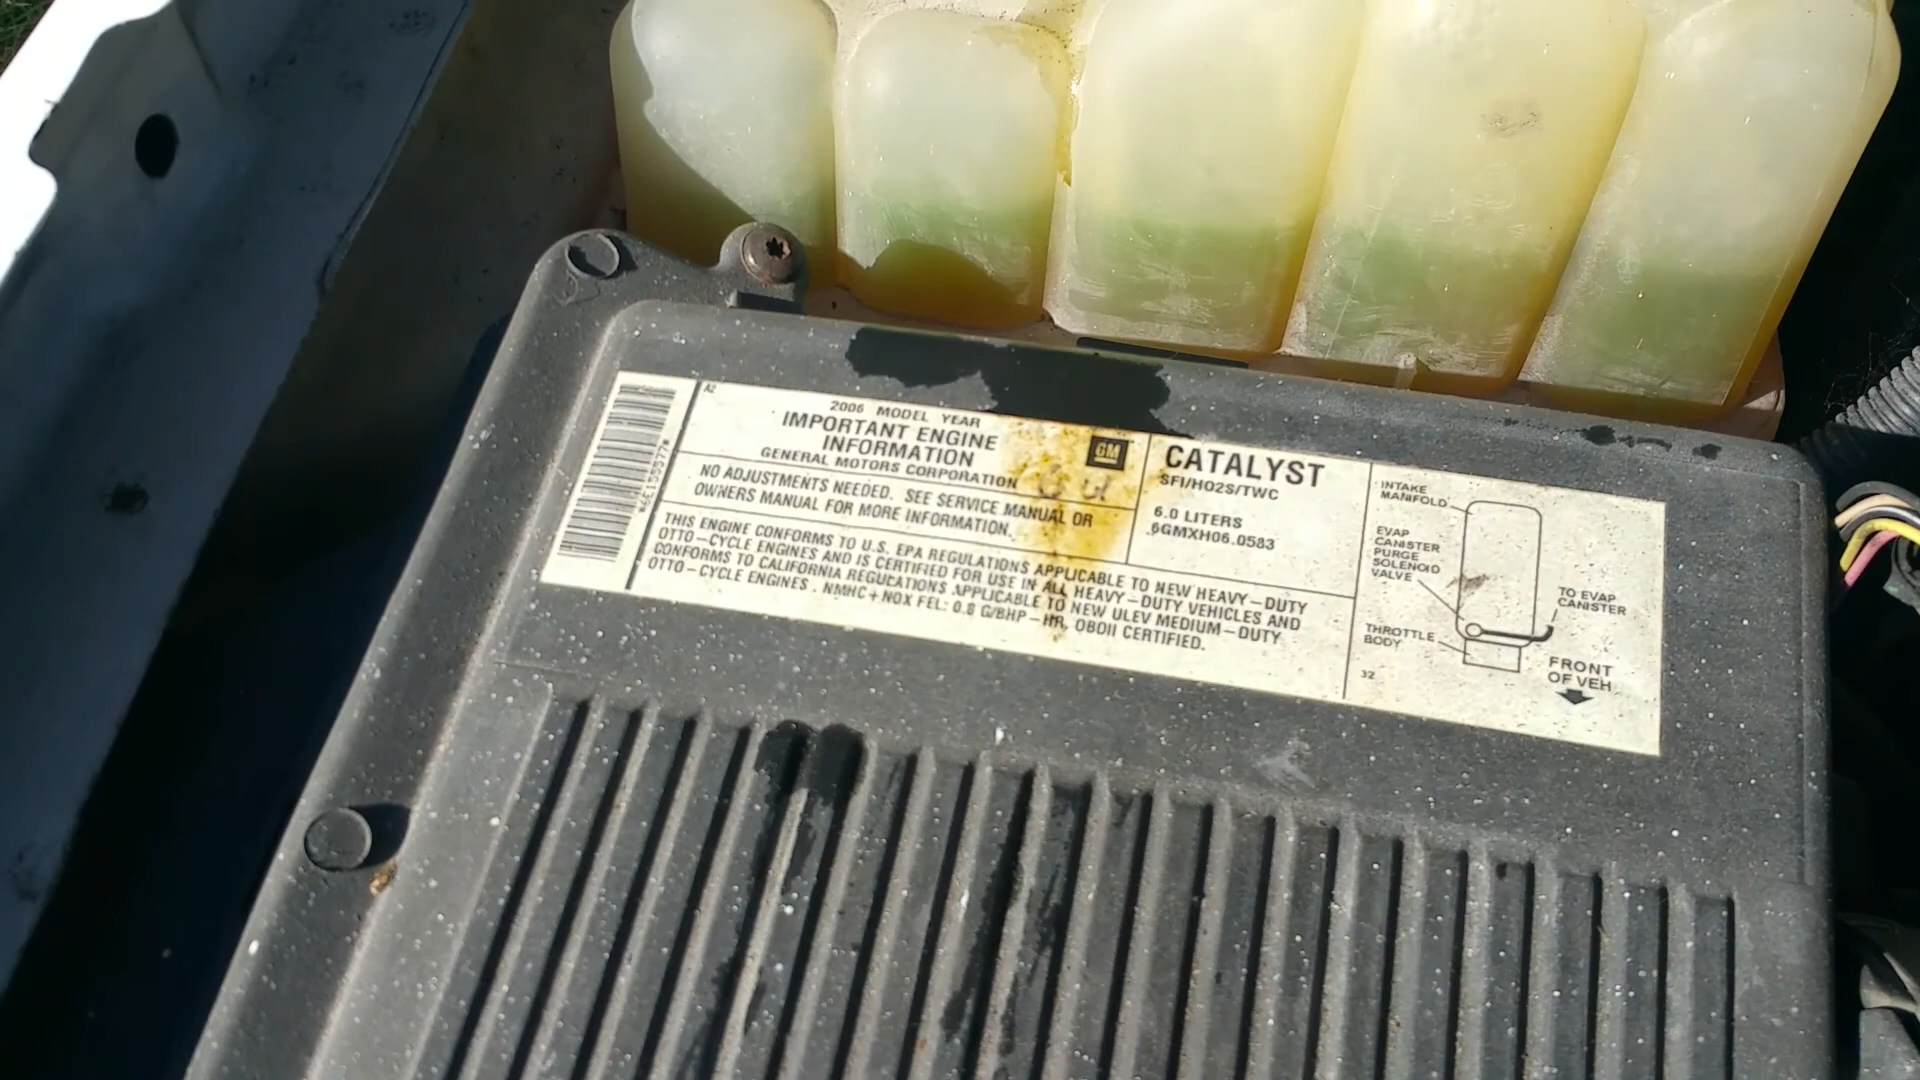 A2
2006 MODEL YEAR
IMPORTANT ENGINE
INFORMATION
GENERAL MOTORS CORPORATION
GM
NO ADJUSTMENTS NEEDED. SEE SERVICE MANUAL OR
OWNERS MANUAL FOR MORE INFORMATION.
THIS ENGINE CONFORMS TO U.S. EPA REGULATIONS APPLICABLE TO NEW HEAVY-DUTY
OTTO-CYCLE ENGINES AND IS CERTIFIED FOR USE IN ALL HEAVY-DUTY VEHICLES AND
CONFORMS TO CALIFORNIA REGULATIONS APPLICABLE TO NEW ULEV MEDIUM-DUTY
OTTO-CYCLE ENGINES. NMHC+NOX FEL: 0.8 G/BHP-HR, OBDII CERTIFIED.
CATALYST
SFI/HO2S/TWC
6.0 LITERS
6GMXH06.0583
INTAKE
MANIFOLD
EVAP
CANISTER
PURGE
SOLENOID
VALVE
TO EVAP
CANISTER
THROTTLE
BODY
FRONT
OF VEH
32